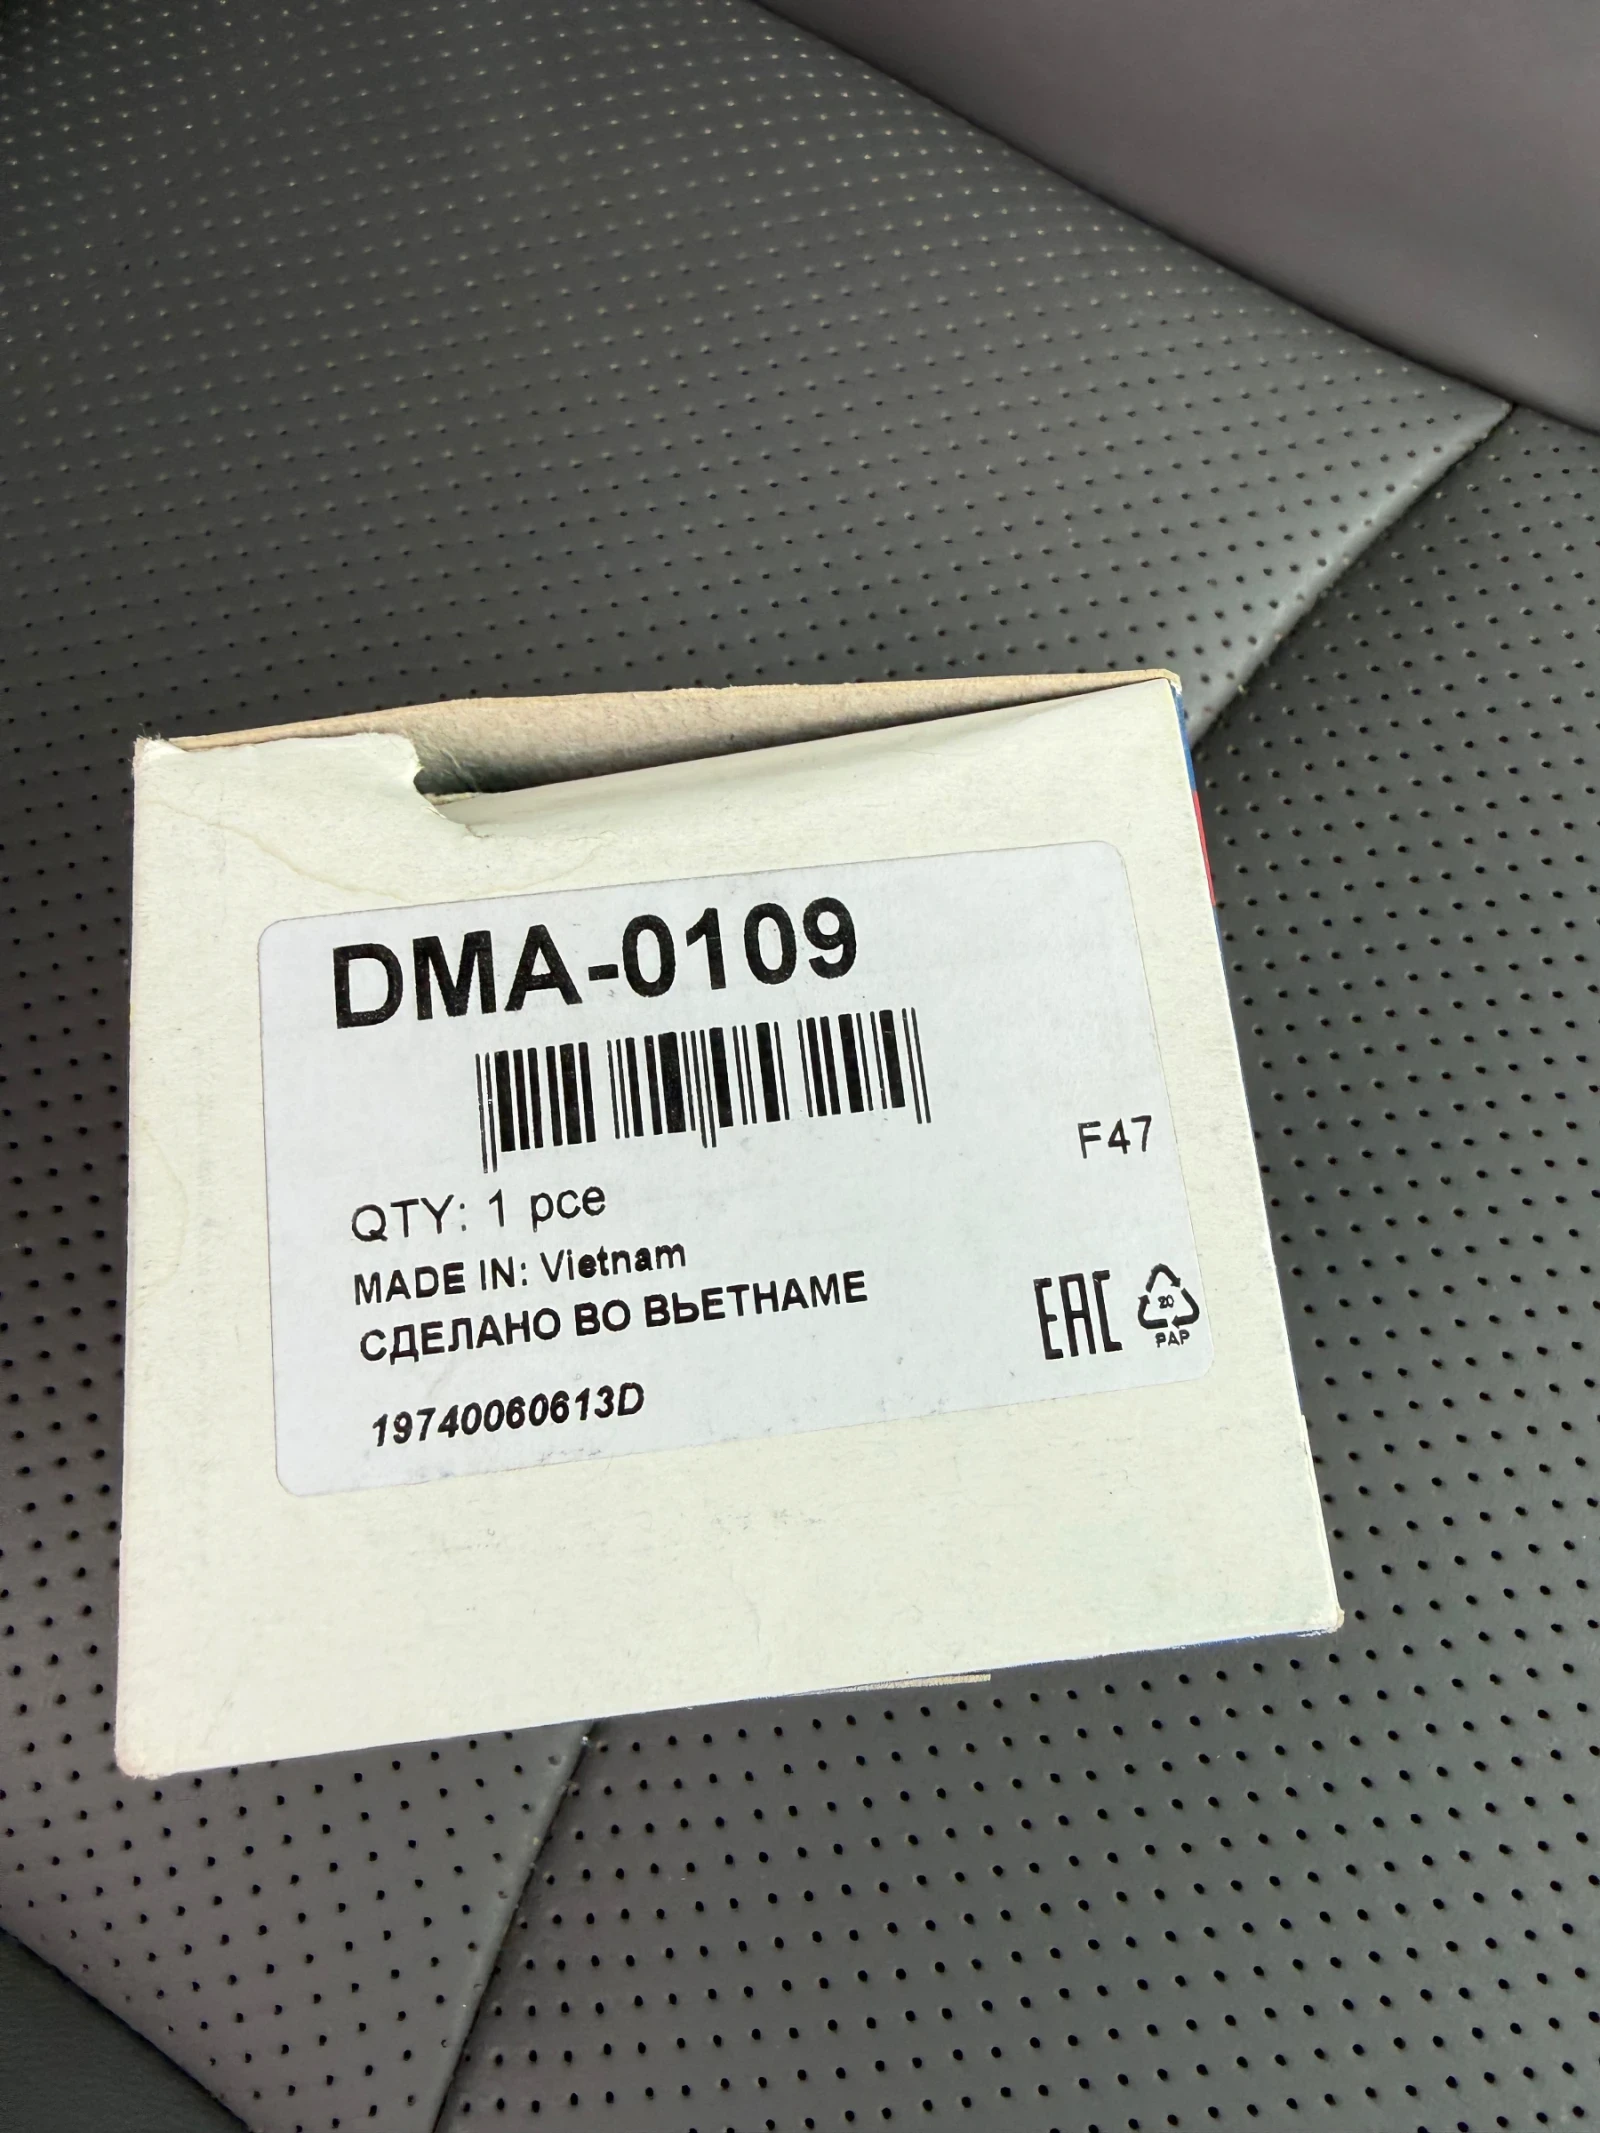 DMA-0109
F47
QTY: 1 pce
MADE IN: Vietnam
СДЕЛАНО ВО ВЬЕТНАМЕ
EAC
20
PAP
19740060613D